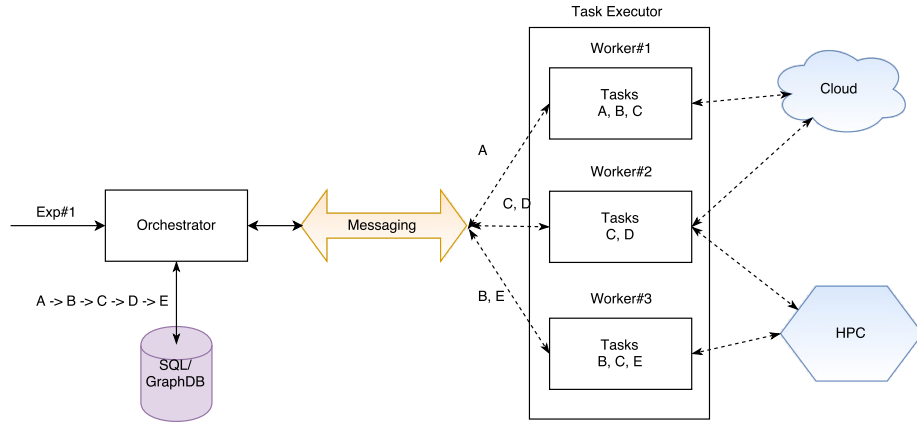 Task Executor
Worker#1
Tasks
A, B, C
Cloud
A
Worker#2
Tasks
C, D
C, D
Exp#1
Orchestrator
Messaging
A -> B -> C -> D -> E
B, E
Worker#3
Tasks
B, C, E
HPC
SQL/
GraphDB